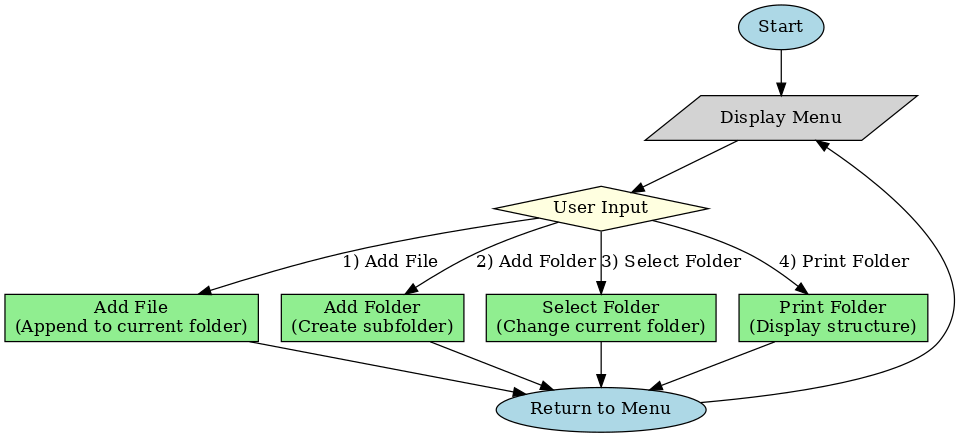 Start
Display Menu
User Input
1) Add File
2) Add Folder
3) Select Folder
4) Print Folder
Add File
(Append to current folder)
Add Folder
(Create subfolder)
Select Folder
(Change current folder)
Print Folder
(Display structure)
Return to Menu